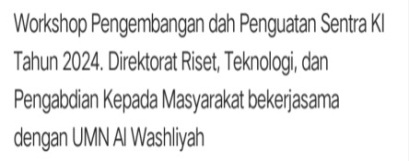 Workshop Pengembangan dah Penguatan Sentra KI
Tahun 2024. Direktorat Riset, Teknologi, dan
Pengabdian Kepada Masyarakat bekerjasama
dengan UMN Al Washliyah